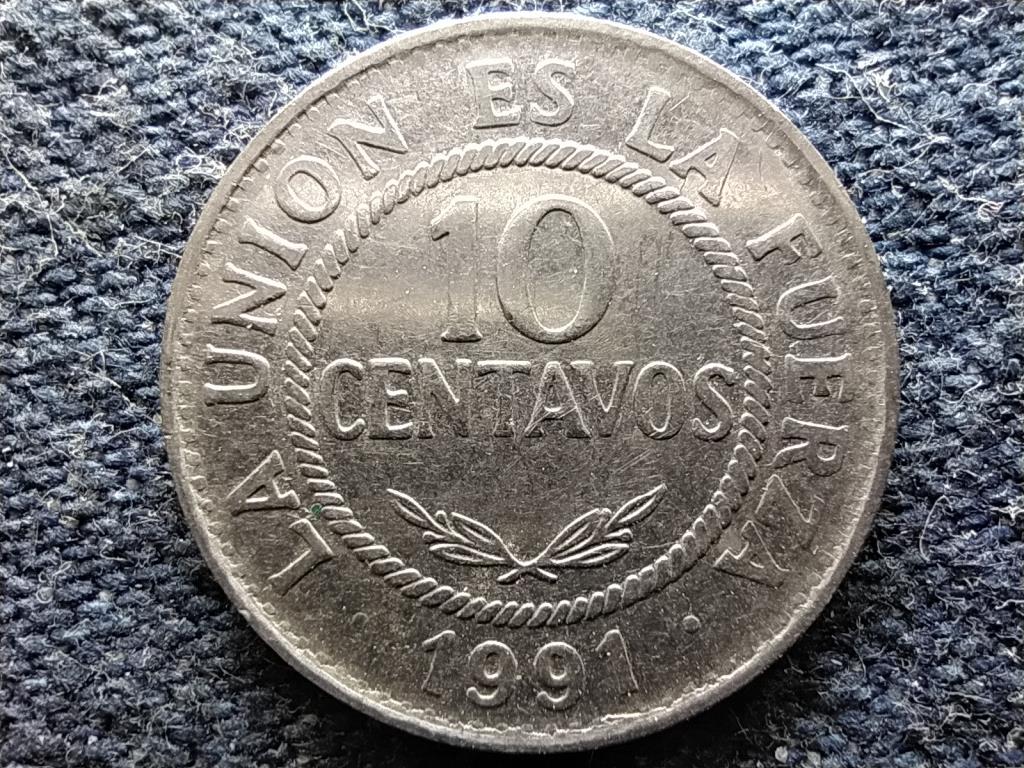 LA UNION ES LA FUERZA
10
CENTAVOS
1991